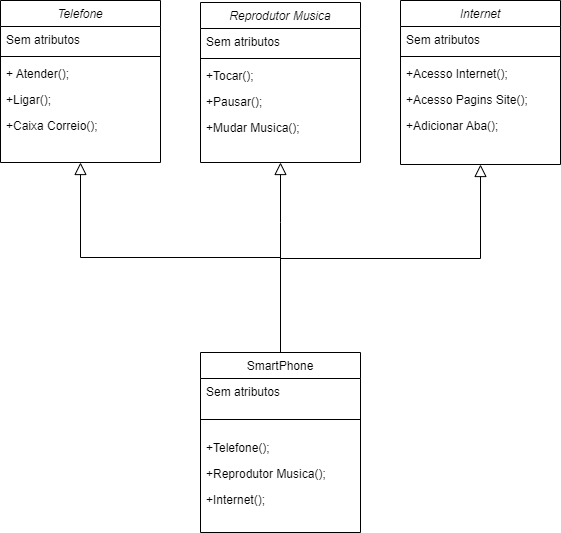 Telefone
Sem atributos
+ Atender();
+Ligar();
+Caixa Correio();
Reprodutor Musica
Sem atributos
+Tocar();
+Pausar();
+Mudar Musica();
Internet
Sem atributos
+Acesso Internet();
+Acesso Pagins Site();
+Adicionar Aba();
SmartPhone
Sem atributos
+Telefone();
+Reprodutor Musica();
+Internet();